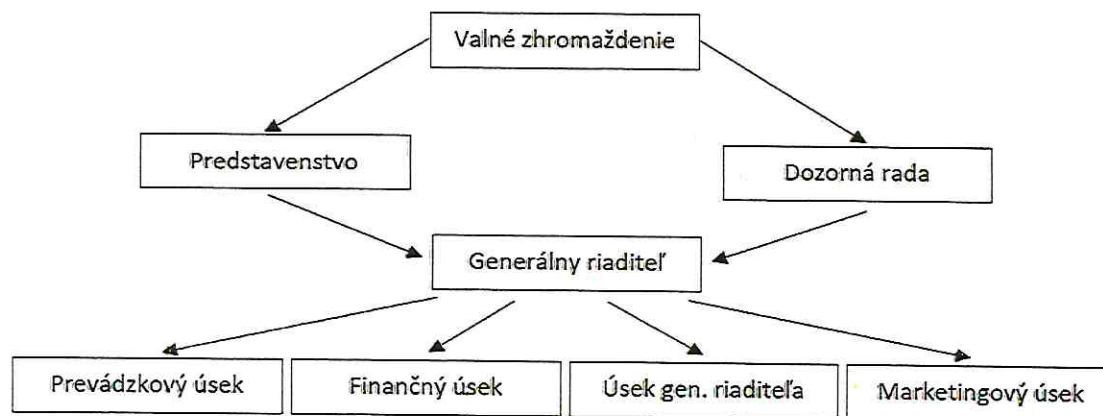 Valné zhromaždenie
Predstavenstvo
Dozorná rada
Generálny riaditeľ
Prevádzkový úsek
Finančný úsek
Úsek gen. riaditeľa
Marketingový úsek